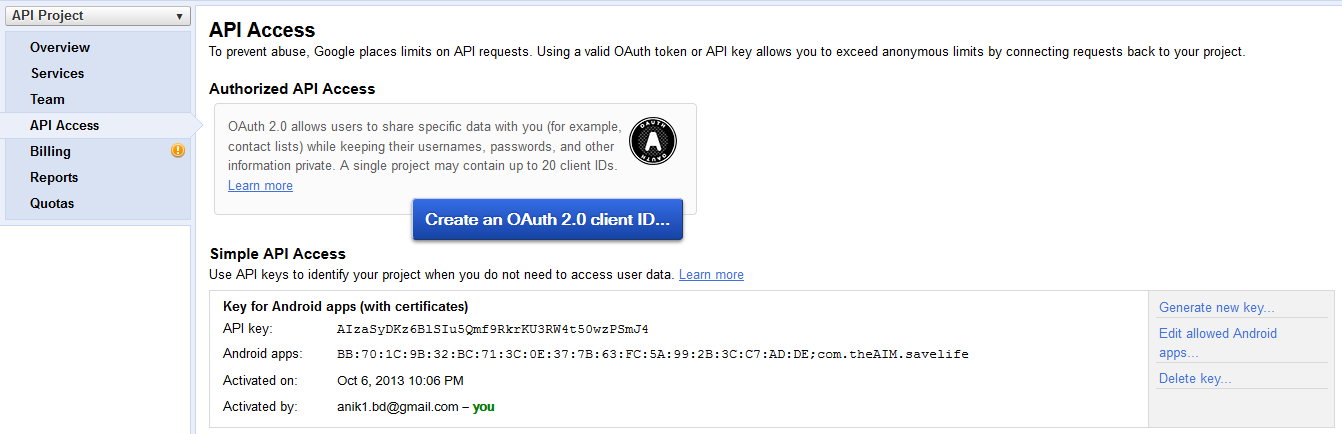 API Project
Overview
Services
Team
API Access
Billing
Reports
Quotas
API Access
To prevent abuse, Google places limits on API requests. Using a valid OAuth token or API key allows you to exceed anonymous limits by connecting requests back to your project.
Authorized API Access
OAuth 2.0 allows users to share specific data with you (for example,
contact lists) while keeping their usernames, passwords, and other
information private. A single project may contain up to 20 client IDs.
Learn more
OAUTH
A
OAUTH
Create an OAuth 2.0 client ID...
Simple API Access
Use API keys to identify your project when you do not need to access user data. Learn more
Key for Android apps (with certificates)
API key: AIzaSyDKz6BlSIu5Qmf9RkrKU3RW4t50wzPSmJ4
Android apps: BB:70:1C:9B:32:BC:71:3C:0E:37:7B:63:FC:5A:99:2B:3C:C7:AD:DE;com.theAIM.savelife
Activated on: Oct 6, 2013 10:06 PM
Activated by: anik1.bd@gmail.com – you
Generate new key...
Edit allowed Android
apps...
Delete key...